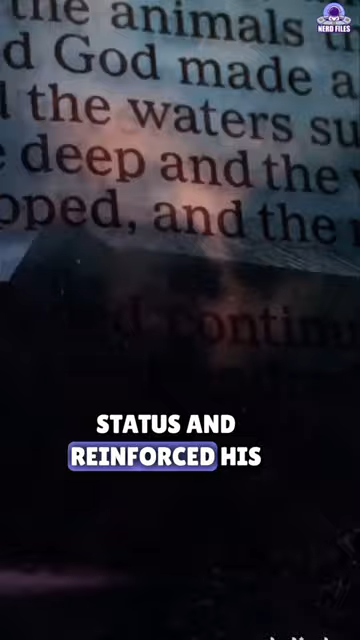 the animals
NERD FILES
d God made a
the waters su
deep and the
oped, and the
continu
STATUS AND
REINFORCED HIS